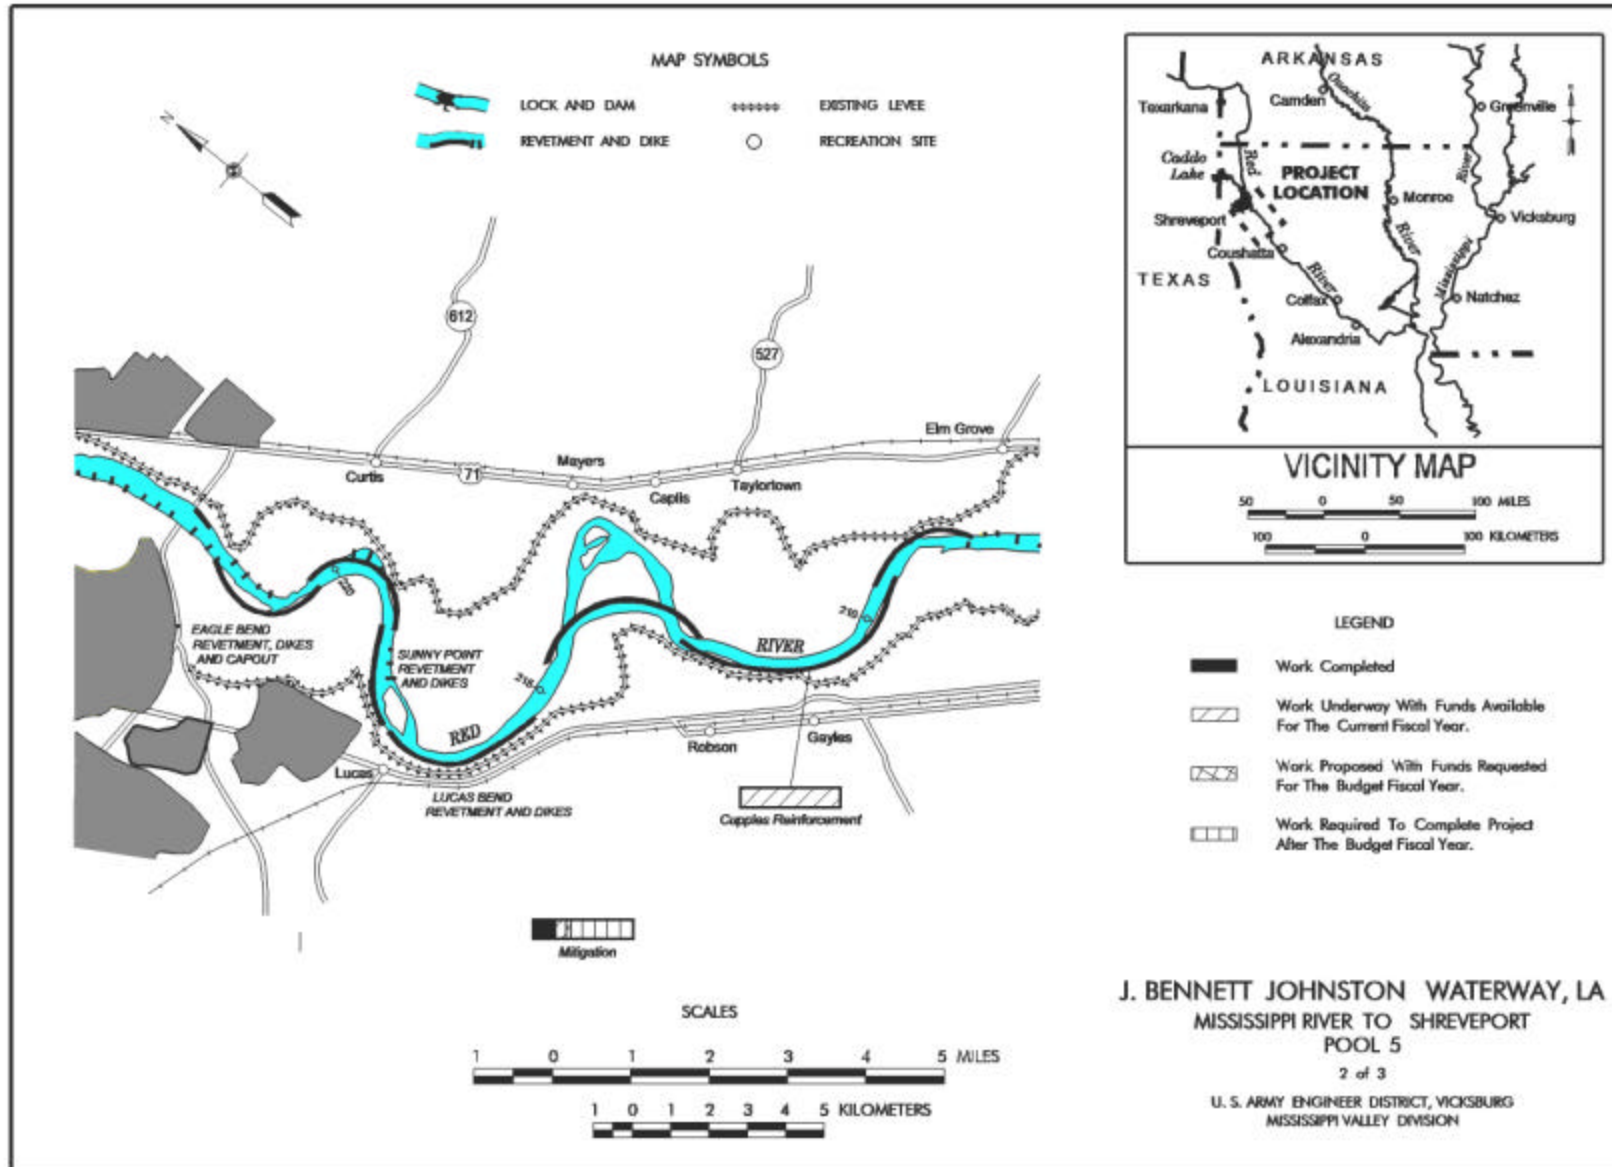 MAP SYMBOLS
LOCK AND DAM
EXISTING LEVEE
REVETMENT AND DIKE
RECREATION SITE
N
612
527
Elm Grove
Curtis
71
Mayers
Caplis
Taylortown
EAGLE BEND
REVETMENT, DIKES
AND CAPOUT
220
SUNNY POINT
REVETMENT
AND DIKES
218
RED
RIVER
210
Lucas
LUCAS BEND
REVETMENT AND DIKES
Robson
Gayles
Cupples Reinforcement
Mitigation
SCALES
1 0 1 2 3 4 5 MILES
1 0 1 2 3 4 5 KILOMETERS
ARKANSAS
Texarkana
Camden
Ouachita
Greenville
Caddo
Lake
Red
PROJECT
LOCATION
River
Monroe
Shreveport
Vicksburg
Coushatta
River
River
Mississippi
TEXAS
Colfax
Natchez
Alexandria
LOUISIANA
VICINITY MAP
50 0 50 100 MILES
100 0 100 KILOMETERS
LEGEND
Work Completed
Work Underway With Funds Available
For The Current Fiscal Year.
Work Proposed With Funds Requested
For The Budget Fiscal Year.
Work Required To Complete Project
After The Budget Fiscal Year.
J. BENNETT JOHNSTON WATERWAY, LA
MISSISSIPPI RIVER TO SHREVEPORT
POOL 5
2 of 3
U. S. ARMY ENGINEER DISTRICT, VICKSBURG
MISSISSIPPI VALLEY DIVISION